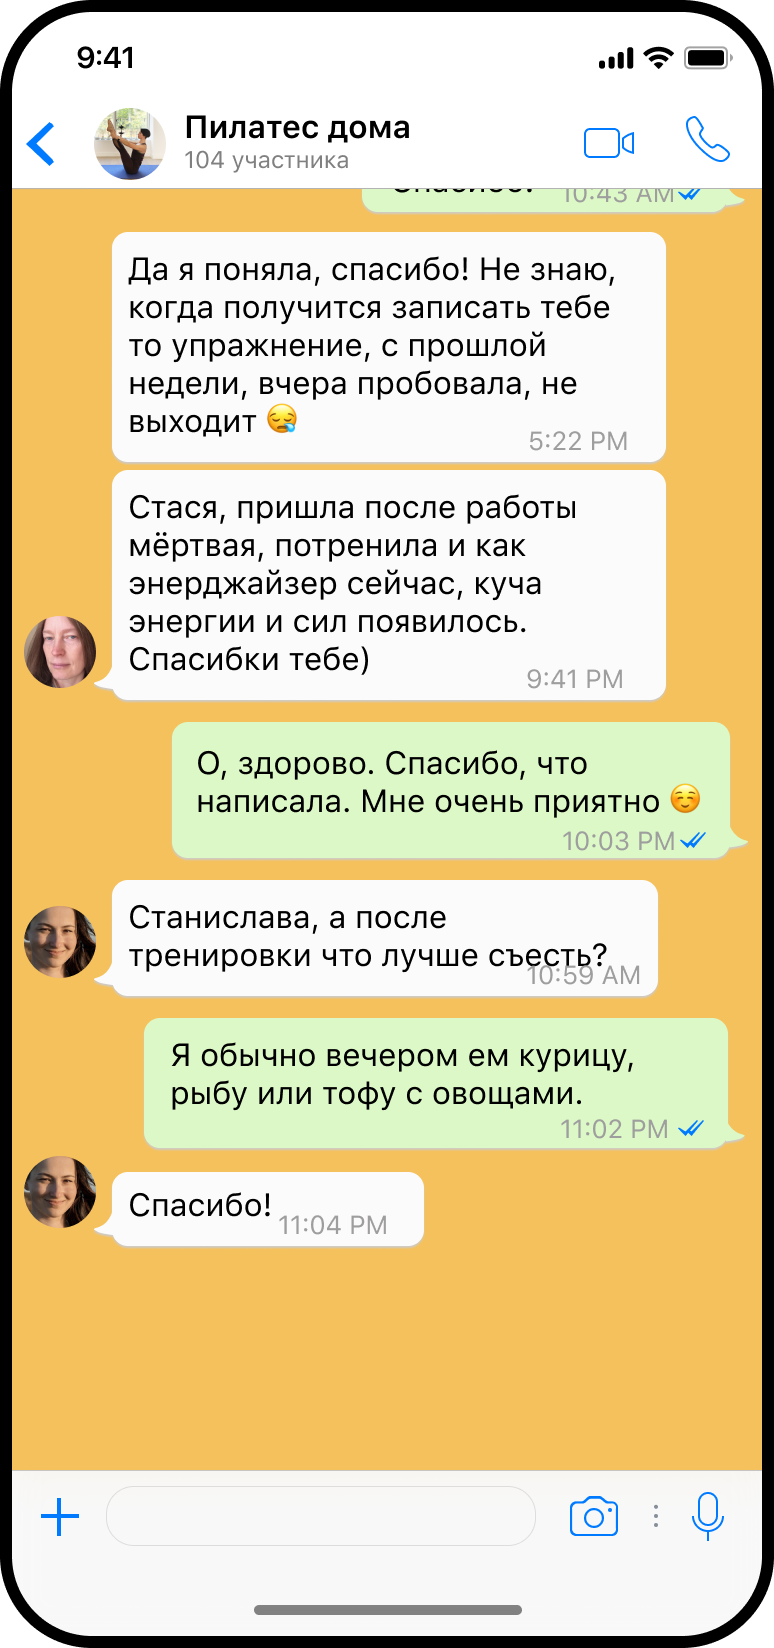 9:41
Пилатес дома
104 участника
Спасибо!
10:43 AM
Да я поняла, спасибо! Не знаю,
когда получится записать тебе
то упражнение, с прошлой
недели, вчера пробовала, не
выходит 😪
5:22 PM
Стася, пришла после работы
мёртвая, потренила и как
энерджайзер сейчас, куча
энергии и сил появилось.
Спасибки тебе)
9:41 PM
О, здорово. Спасибо, что
написала. Мне очень приятно ☺️
10:03 PM
Станислава, а после
тренировки что лучше съесть?
10:59 AM
Я обычно вечером ем курицу,
рыбу или тофу с овощами.
11:02 PM
Спасибо!
11:04 PM